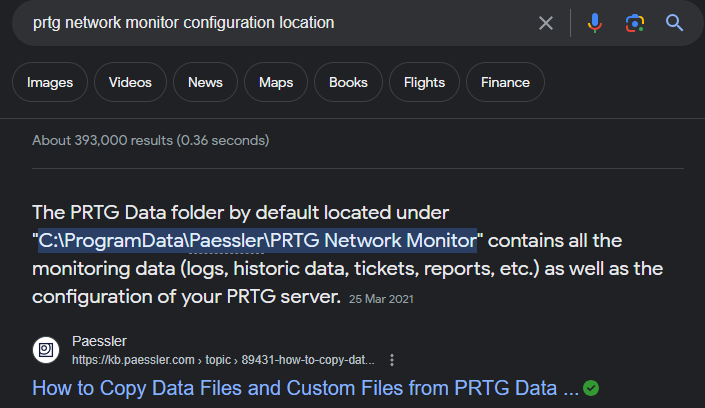 prtg network monitor configuration location
Images Videos News Maps Books Flights Finance
About 393,000 results (0.36 seconds)
The PRTG Data folder by default located under
"C:\ProgramData\Paessler\PRTG Network Monitor" contains all the
monitoring data (logs, historic data, tickets, reports, etc.) as well as the
configuration of your PRTG server. 25 Mar 2021
Paessler
https://kb.paessler.com › topic › 89431-how-to-copy-dat...
How to Copy Data Files and Custom Files from PRTG Data ...